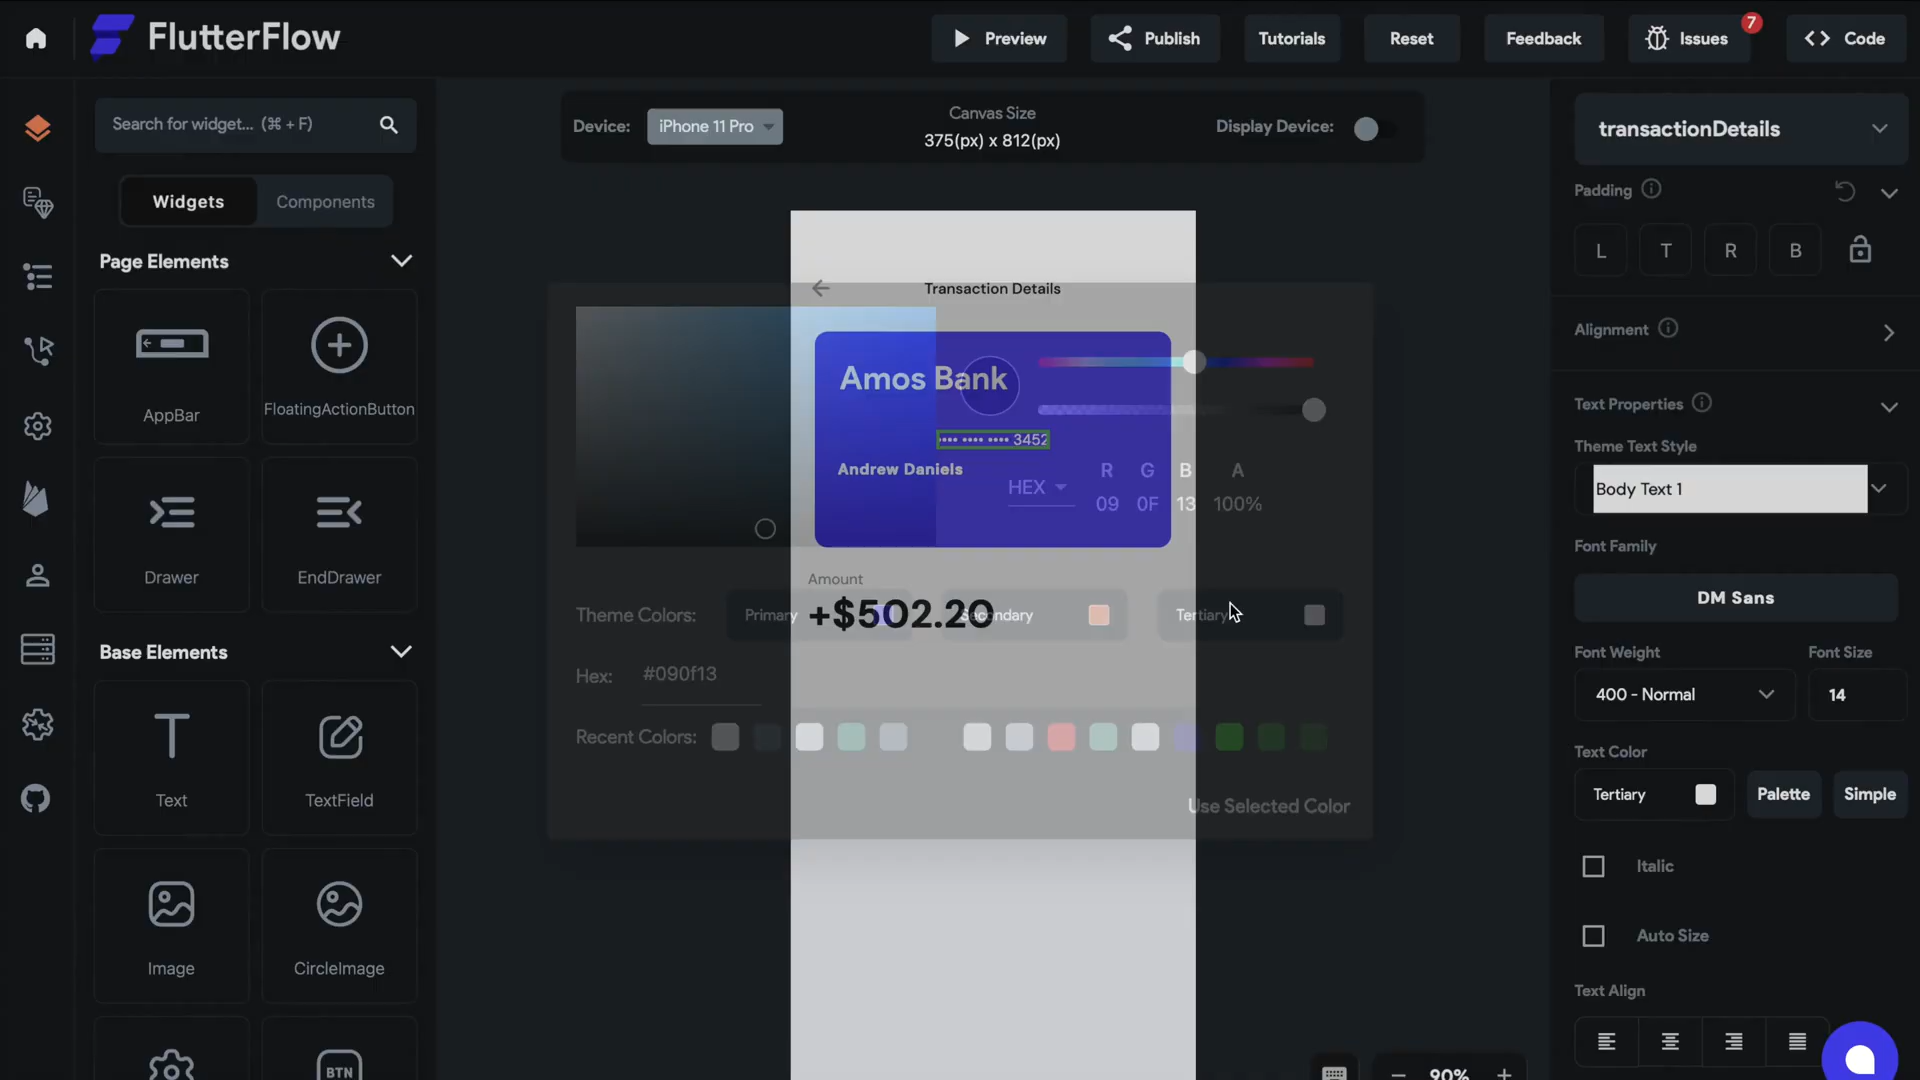 FlutterFlow
Preview
Publish
Tutorials
Reset
Feedback
Issues
7
Code
Search for widget... (⌘ + F)
Widgets
Components
Page Elements
AppBar
FloatingActionButton
Drawer
EndDrawer
Base Elements
Text
TextField
Image
CircleImage
BTN
Device:
iPhone 11 Pro
Canvas Size
375(px) x 812(px)
Display Device:
Transaction Details
Amos Bank
•••• •••• •••• 3452
Andrew Daniels
HEX
R G B A
09 0F 13 100%
Amount
+$502.20
Theme Colors:
Primary
Secondary
Tertiary
Hex:
#090f13
Recent Colors:
Use Selected Color
90%
transactionDetails
Padding
L T R B
Alignment
Text Properties
Theme Text Style
Body Text 1
Font Family
DM Sans
Font Weight
Font Size
400 - Normal
14
Text Color
Tertiary
Palette
Simple
Italic
Auto Size
Text Align